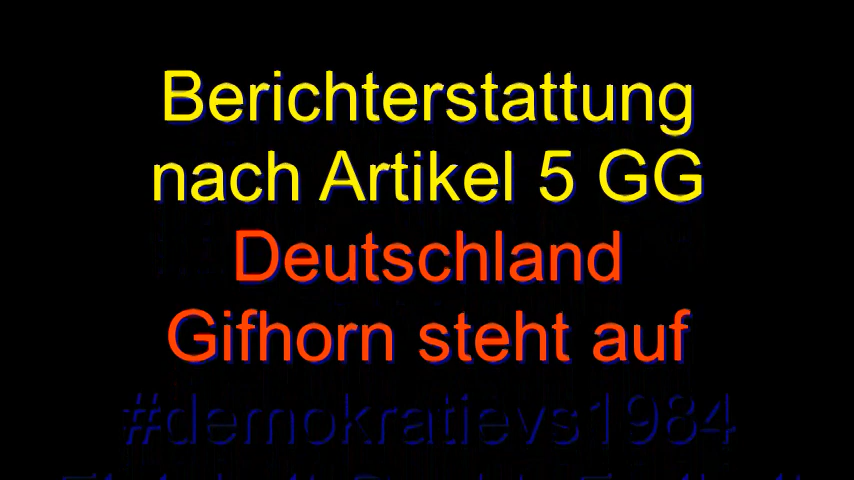 Berichterstattung
nach Artikel 5 GG
Deutschland
Gifhorn steht auf
#demokratievs1984